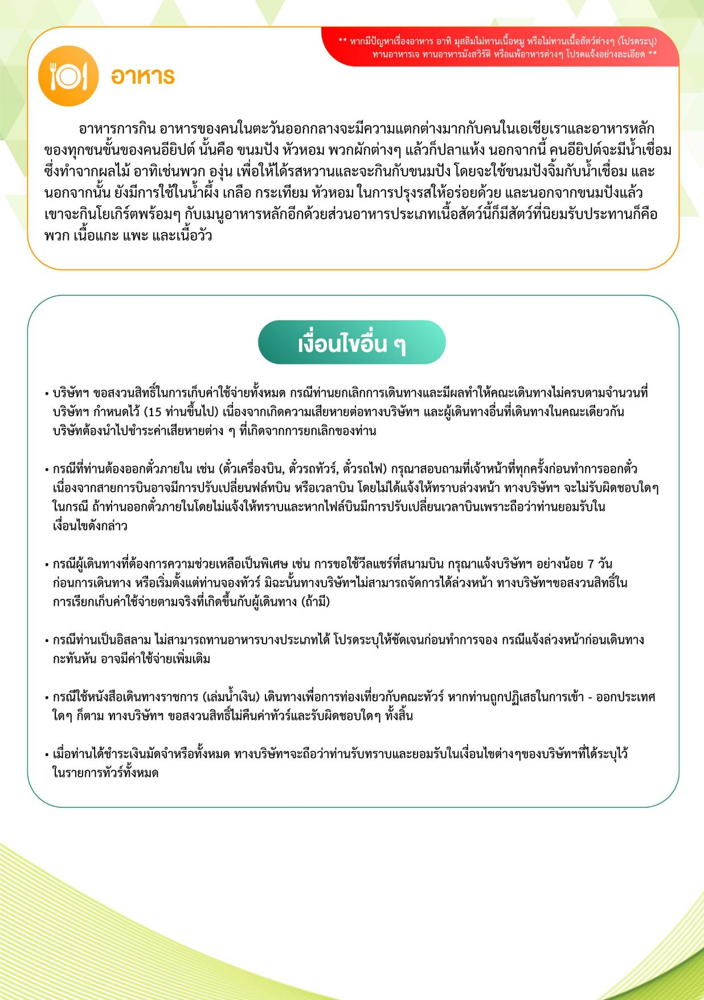 ** หากมีปัญหาเรื่องอาหาร อาทิ มุสลิมไม่ทานเนื้อหมู หรือไม่ทานเนื้อสัตว์ต่างๆ (โปรดระบุ)
ทานอาหารเจ ทานอาหารมังสวิรัติ หรือแพ้อาหารต่างๆ โปรดแจ้งอย่างละเอียด **
อาหาร
อาหารการกิน อาหารของคนในตะวันออกกลางจะมีความแตกต่างมากกับคนในเอเชียเราและอาหารหลัก
ของทุกชนชั้นของคนอียิปต์ นั้นคือ ขนมปัง หัวหอม พวกผักต่างๆ แล้วก็ปลาแห้ง นอกจากนี้ คนอียิปต์จะมีน้ำเชื่อม
ซึ่งทำจากผลไม้ อาทิเช่นพวก องุ่น เพื่อให้ได้รสหวานและจะกินกับขนมปัง โดยจะใช้ขนมปังจิ้มกับน้ำเชื่อม และ
นอกจากนั้น ยังมีการใช้ในน้ำผึ้ง เกลือ กระเทียม หัวหอม ในการปรุงรสให้อร่อยด้วย และนอกจากขนมปังแล้ว
เขาจะกินโยเกิร์ตพร้อมๆ กับเมนูอาหารหลักอีกด้วยส่วนอาหารประเภทเนื้อสัตว์นี้ก็มีสัตว์ที่นิยมรับประทานก็คือ
พวก เนื้อแกะ แพะ และเนื้อวัว
เงื่อนไขอื่น ๆ
• บริษัทฯ ขอสงวนสิทธิ์ในการเก็บค่าใช้จ่ายทั้งหมด กรณีท่านยกเลิกการเดินทางและมีผลทำให้คณะเดินทางไม่ครบตามจำนวนที่
บริษัทฯ กำหนดไว้ (15 ท่านขึ้นไป) เนื่องจากเกิดความเสียหายต่อทางบริษัทฯ และผู้เดินทางอื่นที่เดินทางในคณะเดียวกัน
บริษัทต้องนำไปชำระค่าเสียหายต่าง ๆ ที่เกิดจากการยกเลิกของท่าน
• กรณีที่ท่านต้องออกตั๋วภายใน เช่น (ตั๋วเครื่องบิน, ตั๋วรถทัวร์, ตั๋วรถไฟ) กรุณาสอบถามที่เจ้าหน้าที่ทุกครั้งก่อนทำการออกตั๋ว
เนื่องจากสายการบินอาจมีการปรับเปลี่ยนฟล์ทบิน หรือเวลาบิน โดยไม่ได้แจ้งให้ทราบล่วงหน้า ทางบริษัทฯ จะไม่รับผิดชอบใดๆ
ในกรณี ถ้าท่านออกตั๋วภายในโดยไม่แจ้งให้ทราบและหากไฟล์บินมีการปรับเปลี่ยนเวลาบินเพราะถือว่าท่านยอมรับใน
เงื่อนไขดังกล่าว
• กรณีผู้เดินทางที่ต้องการความช่วยเหลือเป็นพิเศษ เช่น การขอใช้วีลแชร์ที่สนามบิน กรุณาแจ้งบริษัทฯ อย่างน้อย 7 วัน
ก่อนการเดินทาง หรือเริ่มตั้งแต่ท่านจองทัวร์ มิฉะนั้นทางบริษัทฯไม่สามารถจัดการได้ล่วงหน้า ทางบริษัทฯขอสงวนสิทธิ์ใน
การเรียกเก็บค่าใช้จ่ายตามจริงที่เกิดขึ้นกับผู้เดินทาง (ถ้ามี)
• กรณีท่านเป็นอิสลาม ไม่สามารถทานอาหารบางประเภทได้ โปรดระบุให้ชัดเจนก่อนทำการจอง กรณีแจ้งล่วงหน้าก่อนเดินทาง
กะทันหัน อาจมีค่าใช้จ่ายเพิ่มเติม
• กรณีใช้หนังสือเดินทางราชการ (เล่มน้ำเงิน) เดินทางเพื่อการท่องเที่ยวกับคณะทัวร์ หากท่านถูกปฏิเสธในการเข้า - ออกประเทศ
ใดๆ ก็ตาม ทางบริษัทฯ ขอสงวนสิทธิ์ไม่คืนค่าทัวร์และรับผิดชอบใดๆ ทั้งสิ้น
• เมื่อท่านได้ชำระเงินมัดจำหรือทั้งหมด ทางบริษัทฯจะถือว่าท่านรับทราบและยอมรับในเงื่อนไขต่างๆของบริษัทฯที่ได้ระบุไว้
ในรายการทัวร์ทั้งหมด